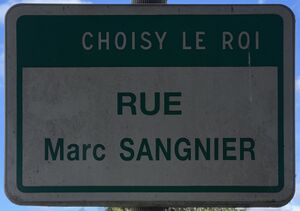 CHOISY LE ROI
RUE
Marc SANGNIER